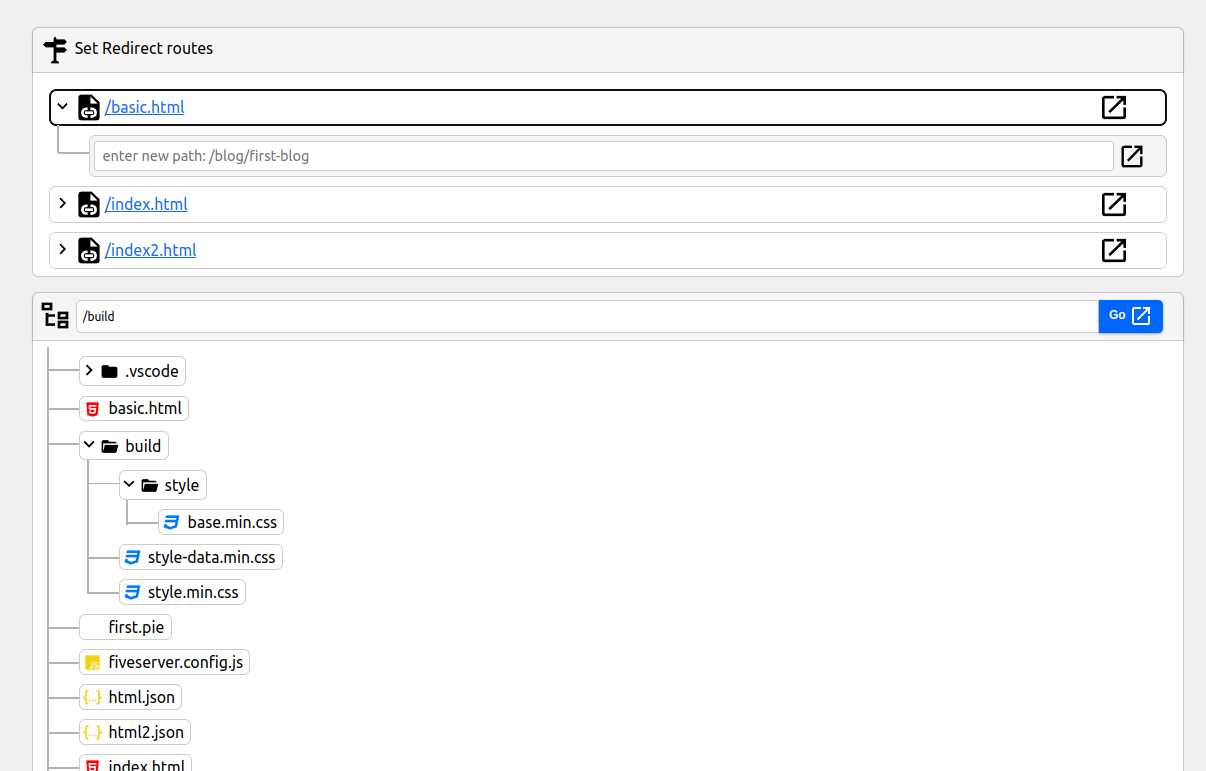 Set Redirect routes
/basic.html
enter new path: /blog/first-blog
/index.html
/index2.html
/build
Go
.vscode
basic.html
build
style
base.min.css
style-data.min.css
style.min.css
first.pie
JS fiveserver.config.js
{..} html.json
{..} html2.json
index.html